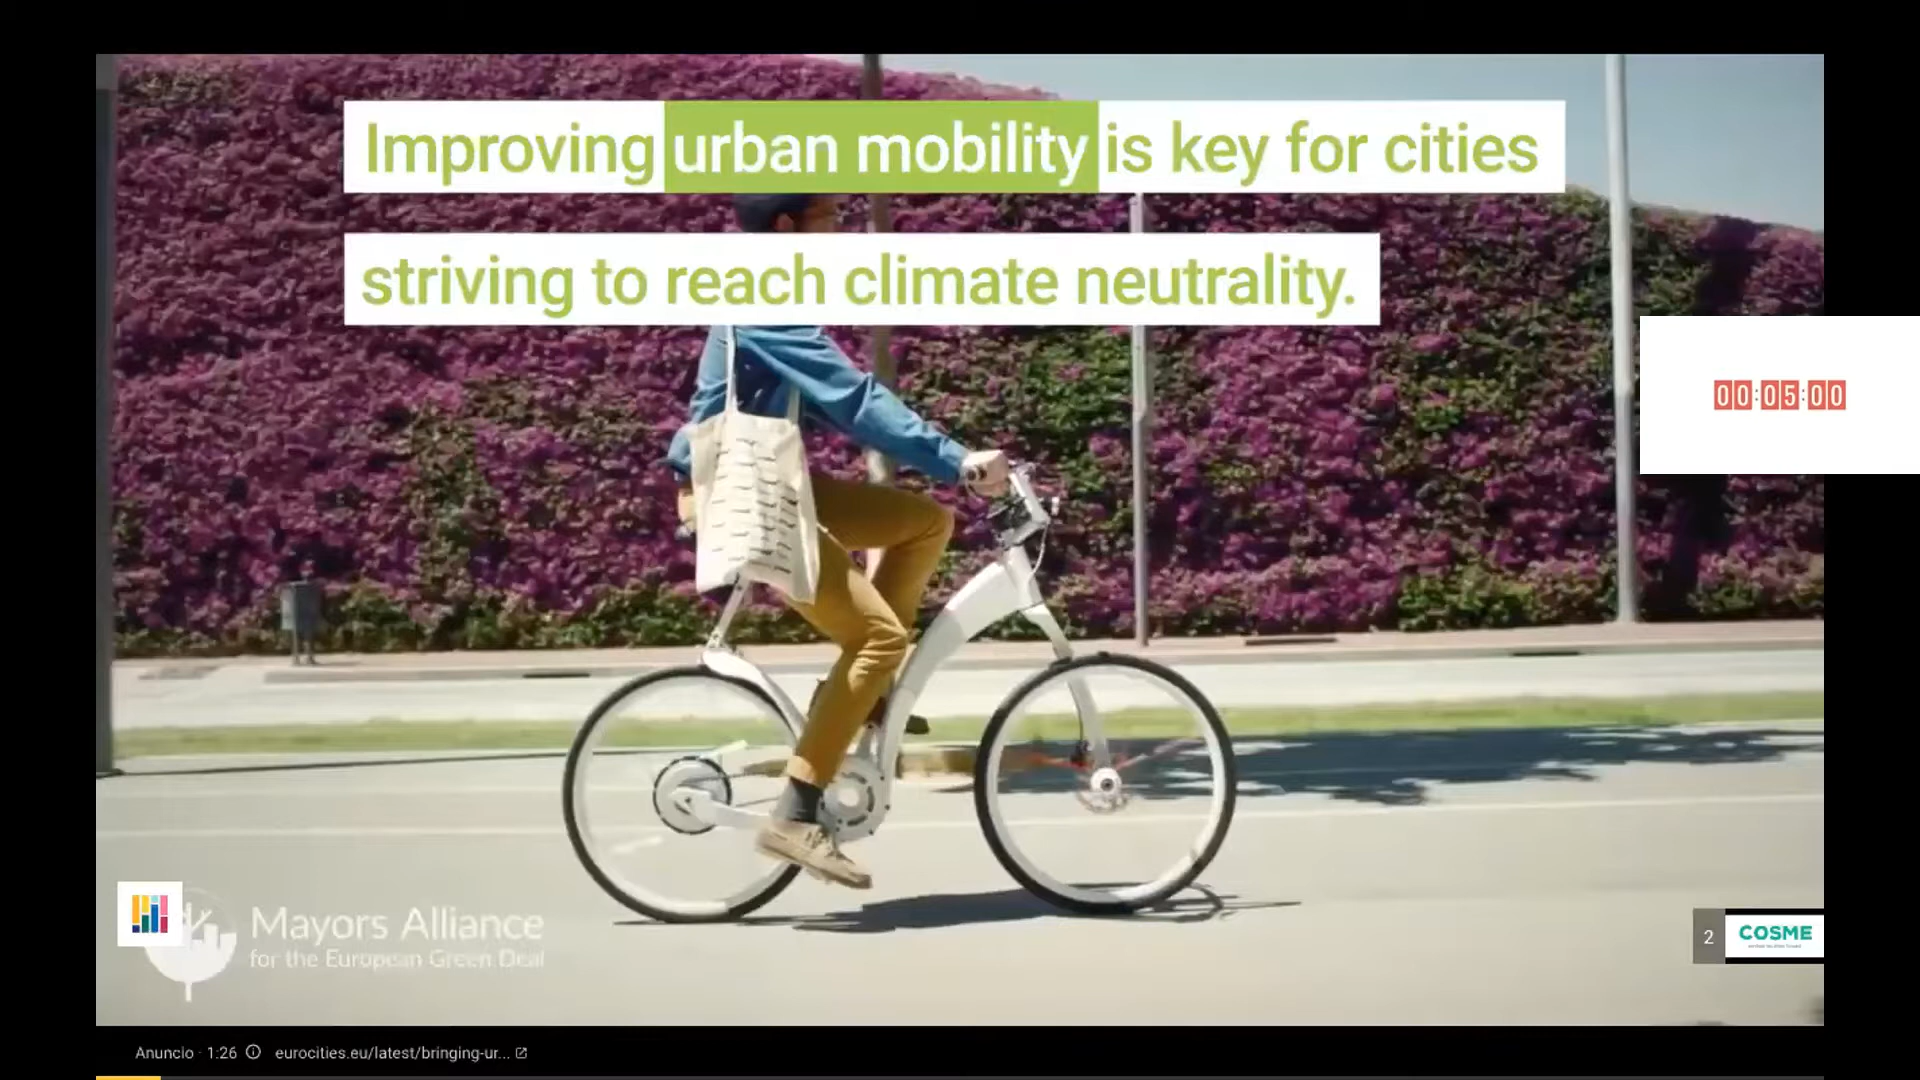 Improving urban mobility is key for cities
striving to reach climate neutrality.
00:05:00
Mayors Alliance
for the European Green Deal
2
COSME
Anuncio · 1:26
eurocities.eu/latest/bringing-ur...